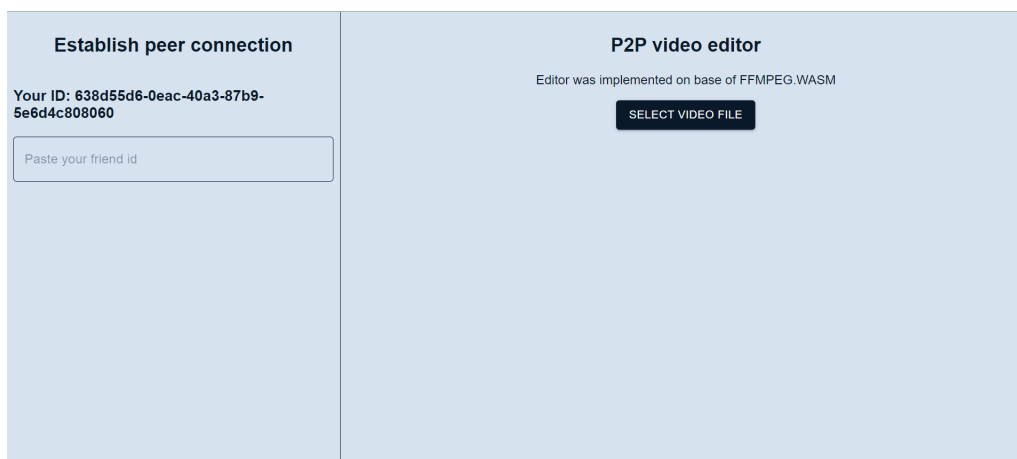 Establish peer connection
Your ID: 638d55d6-0eac-40a3-87b9-
5e6d4c808060
Paste your friend id
P2P video editor
Editor was implemented on base of FFMPEG.WASM
SELECT VIDEO FILE